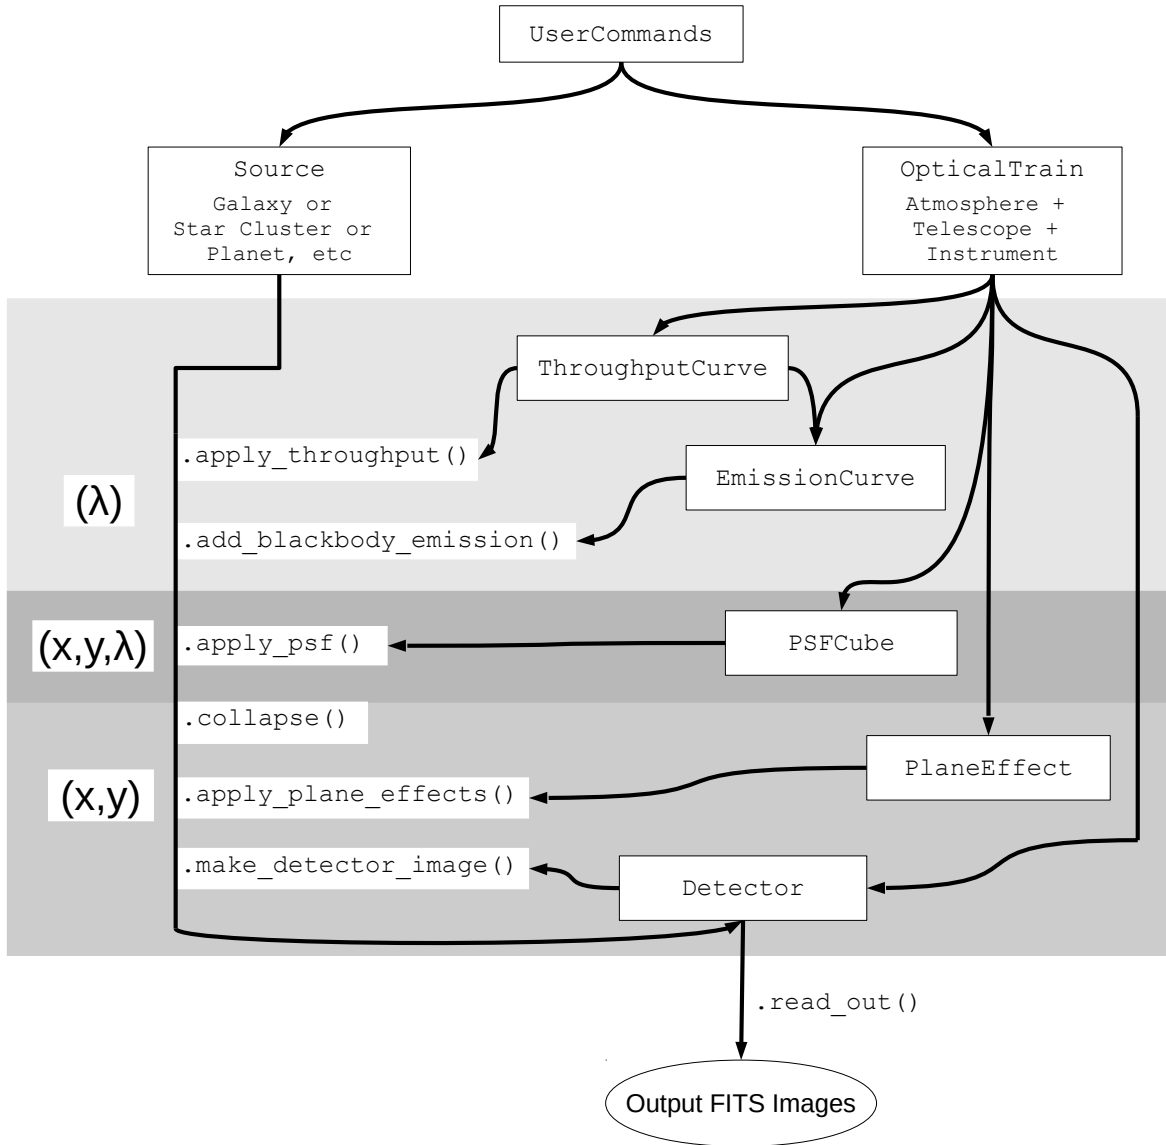 UserCommands
Source
Galaxy or
Star Cluster or
Planet, etc
OpticalTrain
Atmosphere +
Telescope +
Instrument
ThroughputCurve
.apply_throughput()
EmissionCurve
(λ)
.add_blackbody_emission()
(x,y,λ)
.apply_psf()
PSFCube
.collapse()
PlaneEffect
(x,y)
.apply_plane_effects()
.make_detector_image()
Detector
.read_out()
Output FITS Images